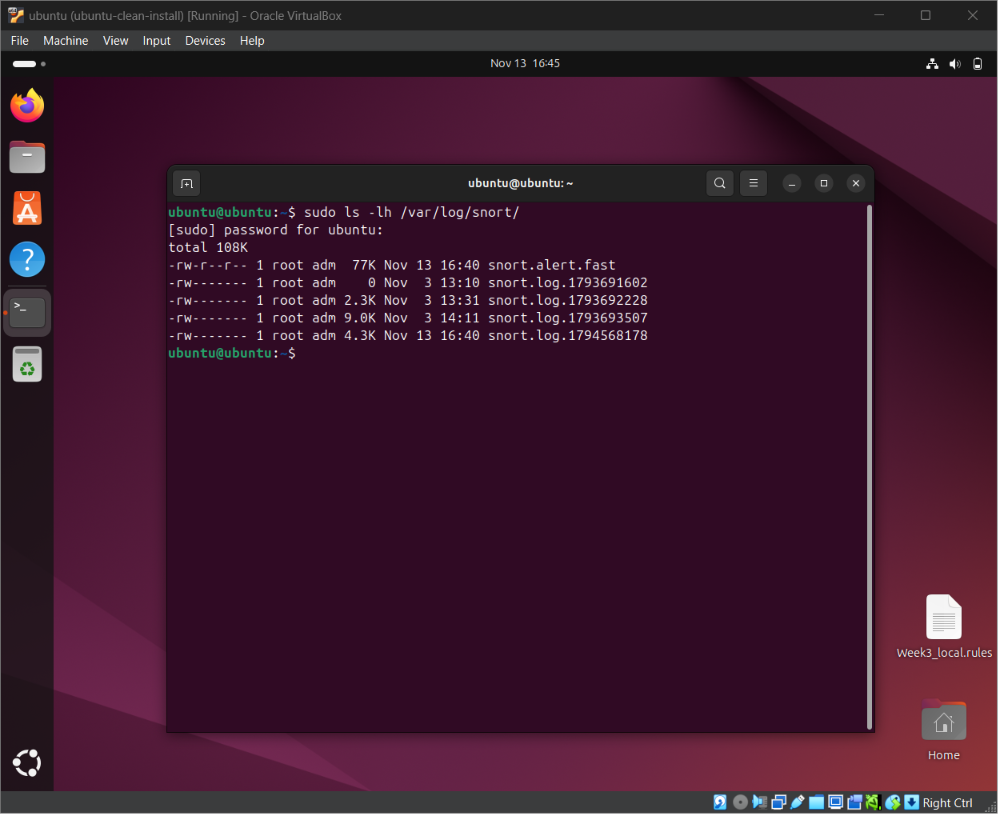 ubuntu (ubuntu-clean-install) [Running] - Oracle VirtualBox
File Machine View Input Devices Help
Nov 13 16:45
ubuntu@ubuntu: ~
ubuntu@ubuntu:~$ sudo ls -lh /var/log/snort/
[sudo] password for ubuntu:
total 108K
-rw-r--r-- 1 root adm  77K Nov 13 16:40 snort.alert.fast
-rw------- 1 root adm    0 Nov  3 13:10 snort.log.1793691602
-rw------- 1 root adm 2.3K Nov  3 13:31 snort.log.1793692228
-rw------- 1 root adm 9.0K Nov  3 14:11 snort.log.1793693507
-rw------- 1 root adm 4.3K Nov 13 16:40 snort.log.1794568178
ubuntu@ubuntu:~$
Week3_local.rules
Home
Right Ctrl